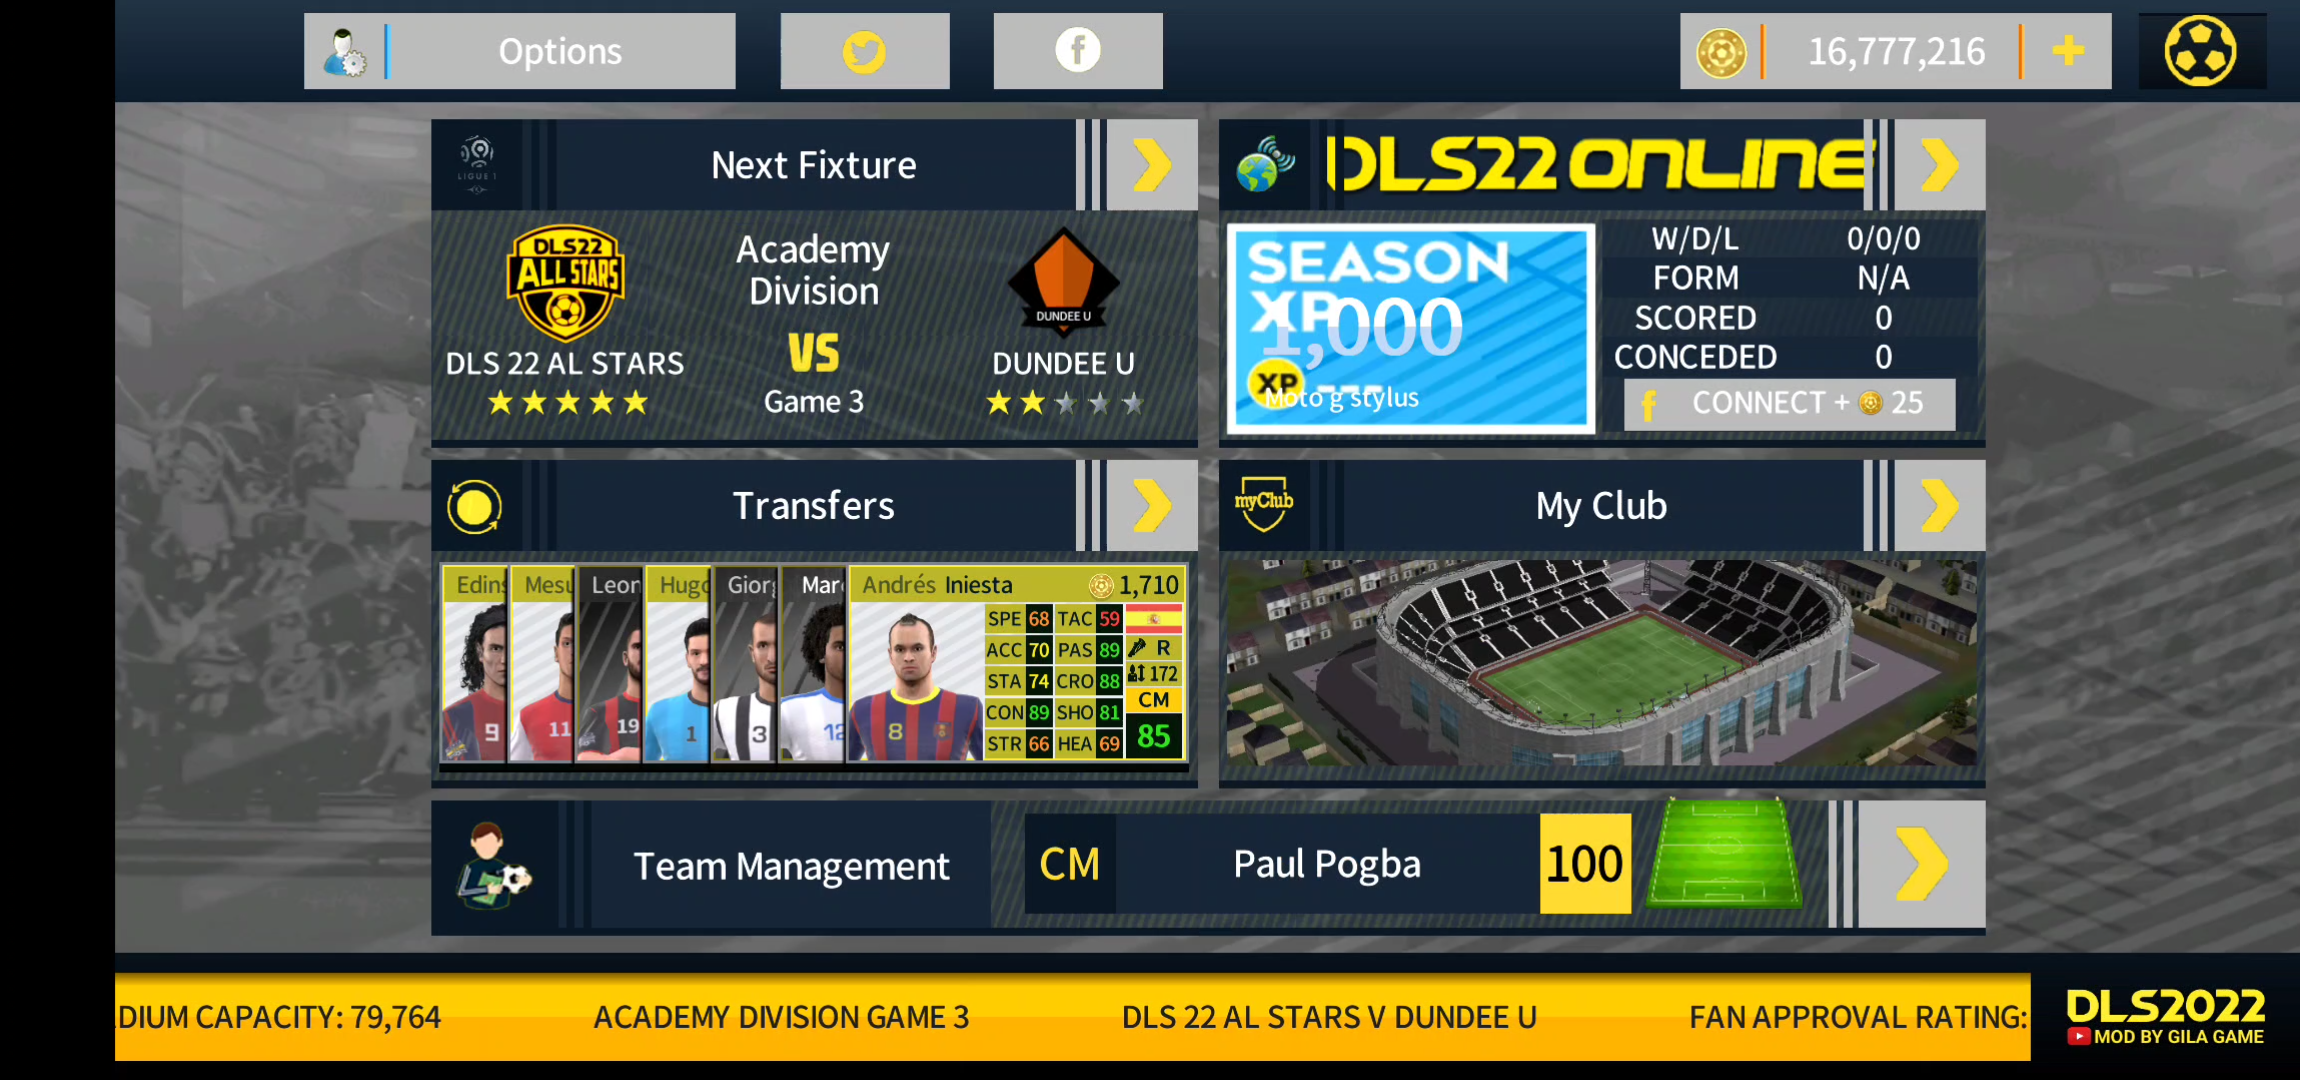 Options
16,777,216
LIGUE 1
Next Fixture
DLS22 ONLINE
DLS22
ALL STARS
Academy
Division
VS
Game 3
DLS 22 AL STARS
DUNDEE U
DUNDEE U
SEASON
XP
1,000
XP
Moto g stylus
W/D/L 0/0/0
FORM N/A
SCORED 0
CONCEDED 0
f CONNECT + 25
Transfers
myClub
My Club
Edins
Mesu
Leon
Hugo
Giorg
Mar
Andrés Iniesta 1,710
SPE 68 TAC 59
ACC 70 PAS 89 R
STA 74 CRO 88 172
CON 89 SHO 81 CM
STR 66 HEA 69 85
9
11
19
1
3
12
8
Team Management
CM Paul Pogba 100
DIUM CAPACITY: 79,764 ACADEMY DIVISION GAME 3 DLS 22 AL STARS V DUNDEE U FAN APPROVAL RATING:
DLS2022
MOD BY GILA GAME